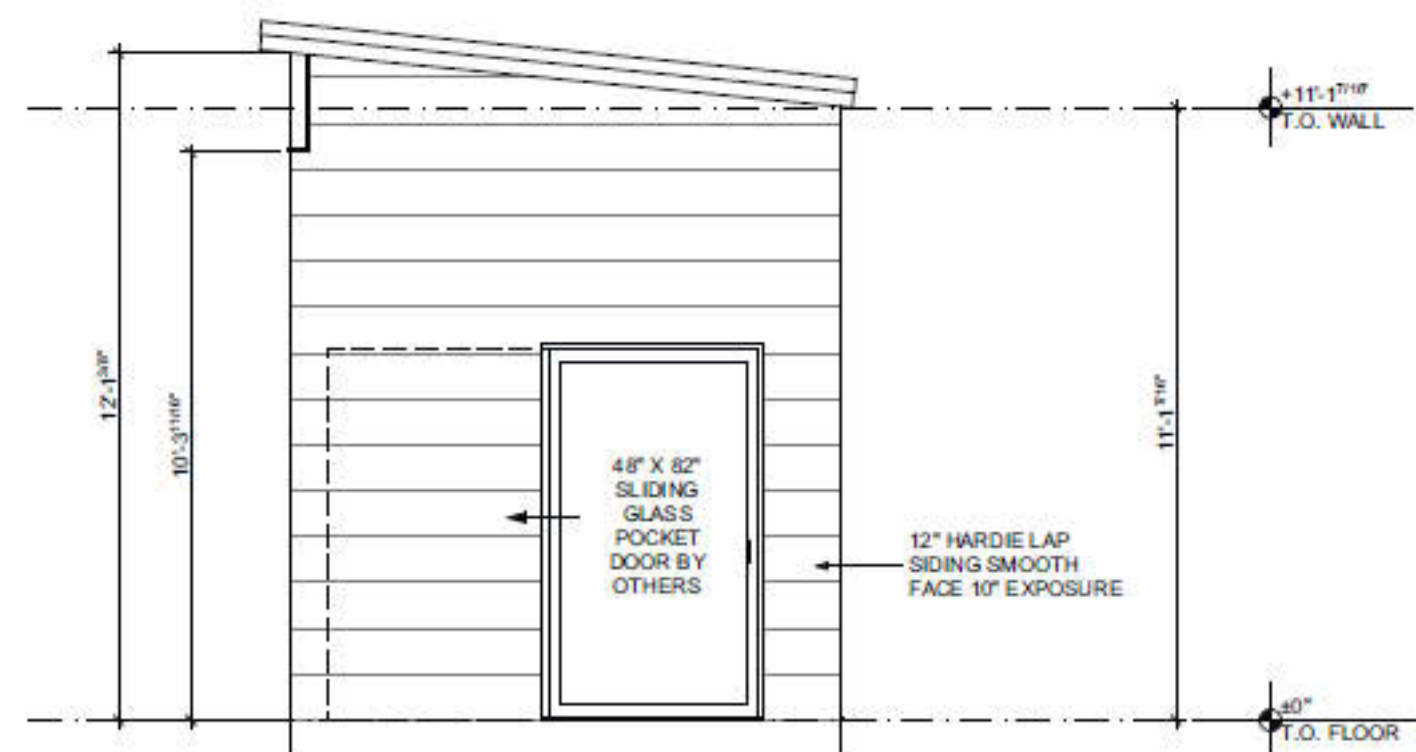 +11'-1 7/16"
T.O. WALL
12'-1 3/8"
10'-3 11/16"
11'-1 7/16"
48" X 82"
SLIDING
GLASS
POCKET
DOOR BY
OTHERS
12" HARDIE LAP
SIDING SMOOTH
FACE 10" EXPOSURE
±0"
T.O. FLOOR